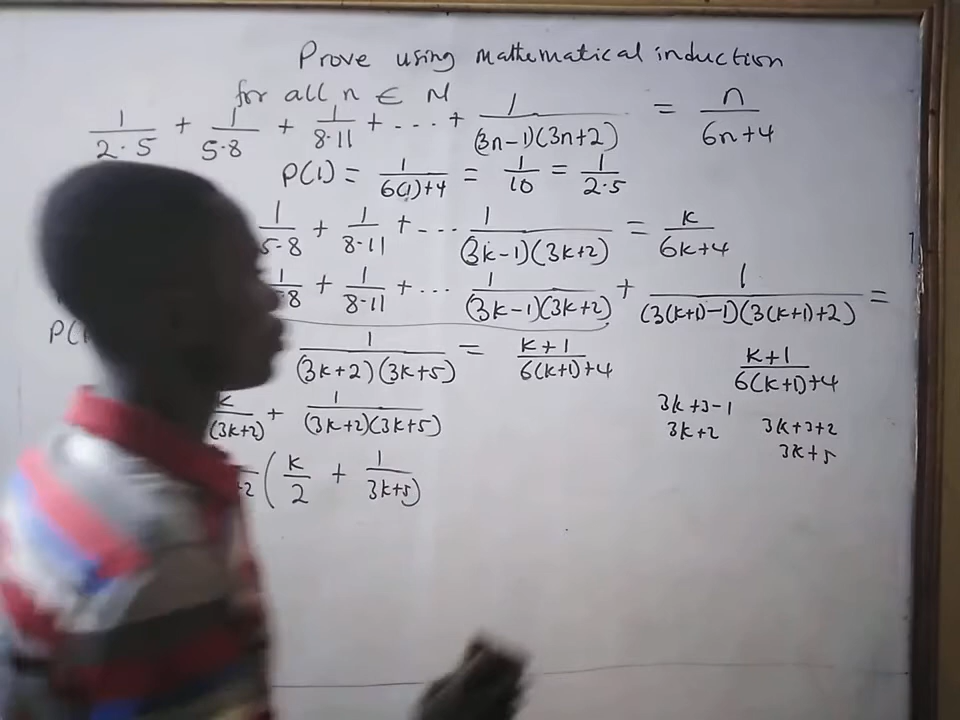 Prove using mathematical induction
for all n ∈ N
1/(2·5) + 1/(5·8) + 1/(8·11) + --- + 1/((3n-1)(3n+2)) = n/(6n+4)
P(1) = 1/(6(1)+4) = 1/10 = 1/(2·5)
1/(5·8) + 1/(8·11) + --- 1/((3k-1)(3k+2)) = k/(6k+4)
1/(·8) + 1/(8·11) + --- 1/((3k-1)(3k+2)) + 1/((3(k+1)-1)(3(k+1)+2)) =
P( 1/((3k+2)(3k+5)) = (k+1)/(6(k+1)+4) (k+1)/(6(k+1)+4)
k/(3k+2) + 1/((3k+2)(3k+5)) 3k+3-1 3k+3+2
3k+2 3k+5
+2 (k/2 + 1/(3k+5))